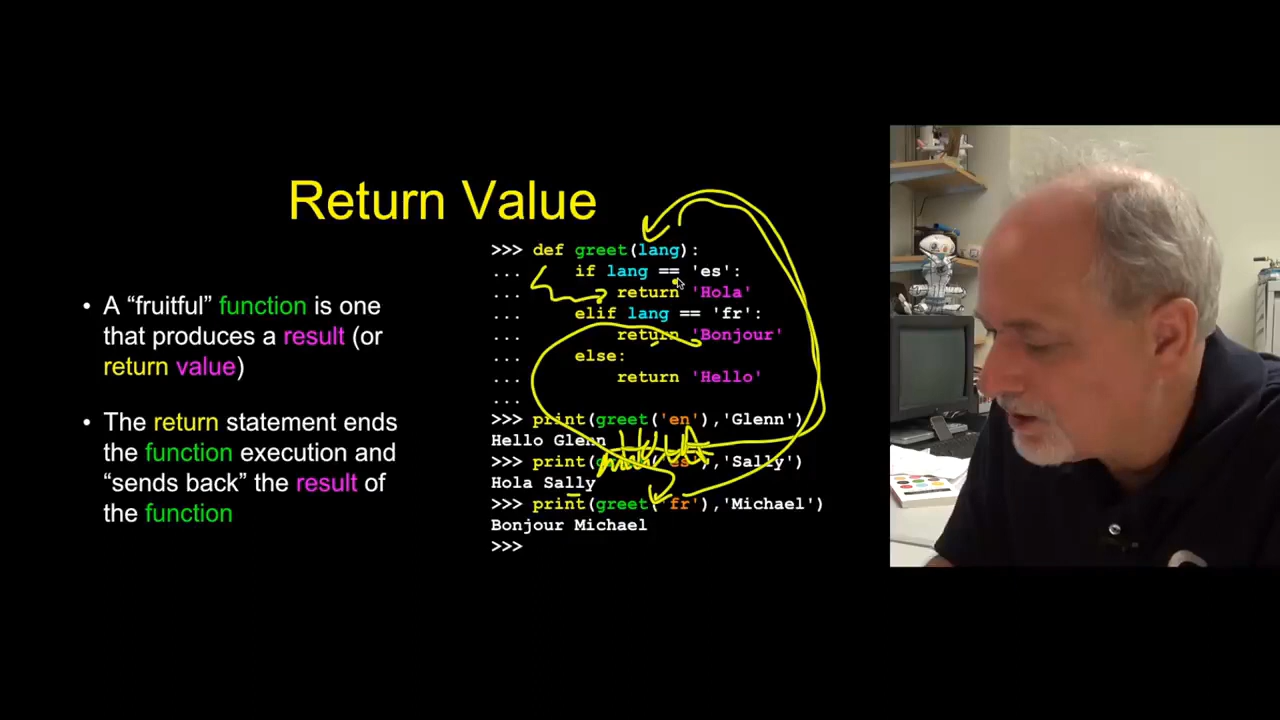 Return Value
• A “fruitful” function is one
that produces a result (or
return value)
• The return statement ends
the function execution and
“sends back” the result of
the function
>>> def greet(lang):
... if lang == 'es':
... return 'Hola'
... elif lang == 'fr':
... return 'Bonjour'
... else:
... return 'Hello'
...
>>> print(greet('en'),'Glenn')
Hello Glenn
HOLA
>>> print(greet('es'),'Sally')
Hola Sally
>>> print(greet('fr'),'Michael')
Bonjour Michael
>>>